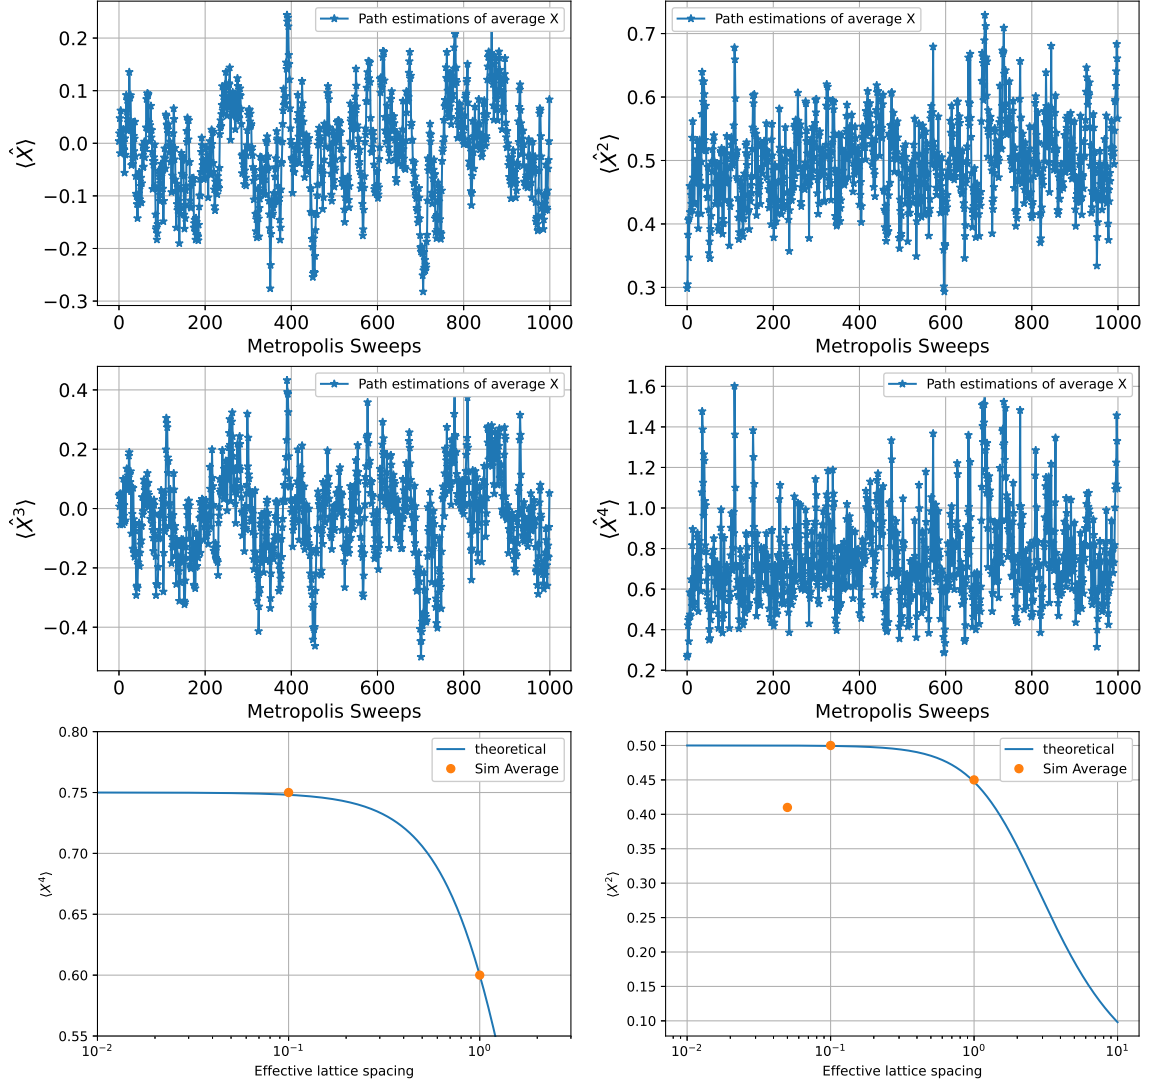 Path estimations of average X
⟨X̂⟩
0.2
0.1
0.0
−0.1
−0.2
−0.3
0 200 400 600 800 1000
Metropolis Sweeps
Path estimations of average X
⟨X̂²⟩
0.7
0.6
0.5
0.4
0.3
0 200 400 600 800 1000
Metropolis Sweeps
Path estimations of average X
⟨X̂³⟩
0.4
0.2
0.0
−0.2
−0.4
0 200 400 600 800 1000
Metropolis Sweeps
Path estimations of average X
⟨X̂⁴⟩
1.6
1.4
1.2
1.0
0.8
0.6
0.4
0.2
0 200 400 600 800 1000
Metropolis Sweeps
theoretical
Sim Average
⟨X⁴⟩
0.80
0.75
0.70
0.65
0.60
0.55
10⁻² 10⁻¹ 10⁰
Effective lattice spacing
theoretical
Sim Average
⟨X²⟩
0.50
0.45
0.40
0.35
0.30
0.25
0.20
0.15
0.10
10⁻² 10⁻¹ 10⁰ 10¹
Effective lattice spacing